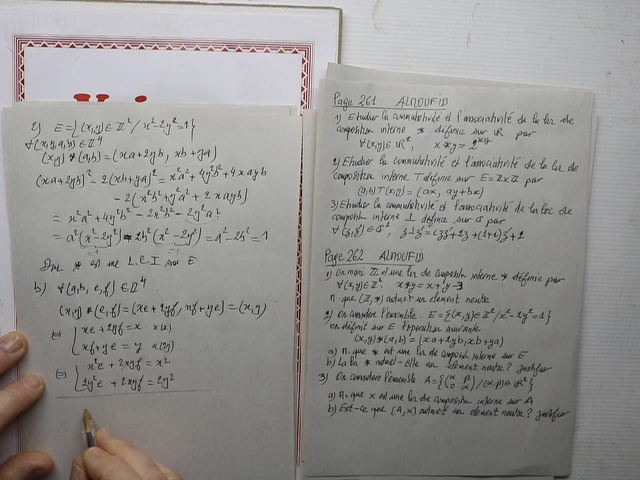 2) E = {(x,y) ∈ ℤ² / x² - 2y² = 1}
∀(x,y,a,b) ∈ ℤ⁴
(x,y) * (a,b) = (xa + 2yb, xb + ya)
(xa + 2yb)² - 2(xb + ya)² = x²a² + 4y²b² + 4xayb
- 2(x²b² + y²a² + 2xayb)
= x²a² + 4y²b² - 2x²b² - 2y²a²
= a²(x² - 2y²) - 2b²(x² - 2y²) = a² - 2b² = 1
=1 =1
Donc * est une L.C.I sur E
b) ∀(a,b,e,f) ∈ ℤ⁴
(x,y) * (e,f) = (xe + 2yf, xf + ye) = (x,y)
⇔ { xe + 2yf = x ×(x)
xf + ye = y ×(2y)
⇔ { x²e + 2xyf = x²
2y²e + 2xyf = 2y²
Page 261 ALMOUFID
1) Etudier la commutativité et l'associativité de la loi de
composition interne * définie sur ℝ par
∀(x,y) ∈ ℝ², x*y = 2^xy
2) Etudier la commutativité et l'associativité de la loi de
composition interne T définie sur E = ℤ×ℤ par
(a,b) T (x,y) = (ax, ay + bx)
3) Etudier la commutativité et l'associativité de la loi de
composition interne ⊥ définie sur ℂ par
Page 262 ALMOUFID
1) On muni ℤ d'une loi de composition interne * définie par
∀(x,y) ∈ ℤ², x*y = x + y - 3
M. que (ℤ,*) admet un élément neutre
2) On considère l'ensemble E = {(x,y) ∈ ℤ² / x² - 2y² = 1}
On définit sur E l'opération suivante
(x,y) * (a,b) = (xa + 2yb, xb + ya)
a) M. que * est une loi de composition interne sur E
b) La loi * admet-elle un élément neutre ? justifier
3) On considère l'ensemble
a) M. que × est une loi de composition interne sur A
b) Est-ce que (A,×) admet un élément neutre ? justifier